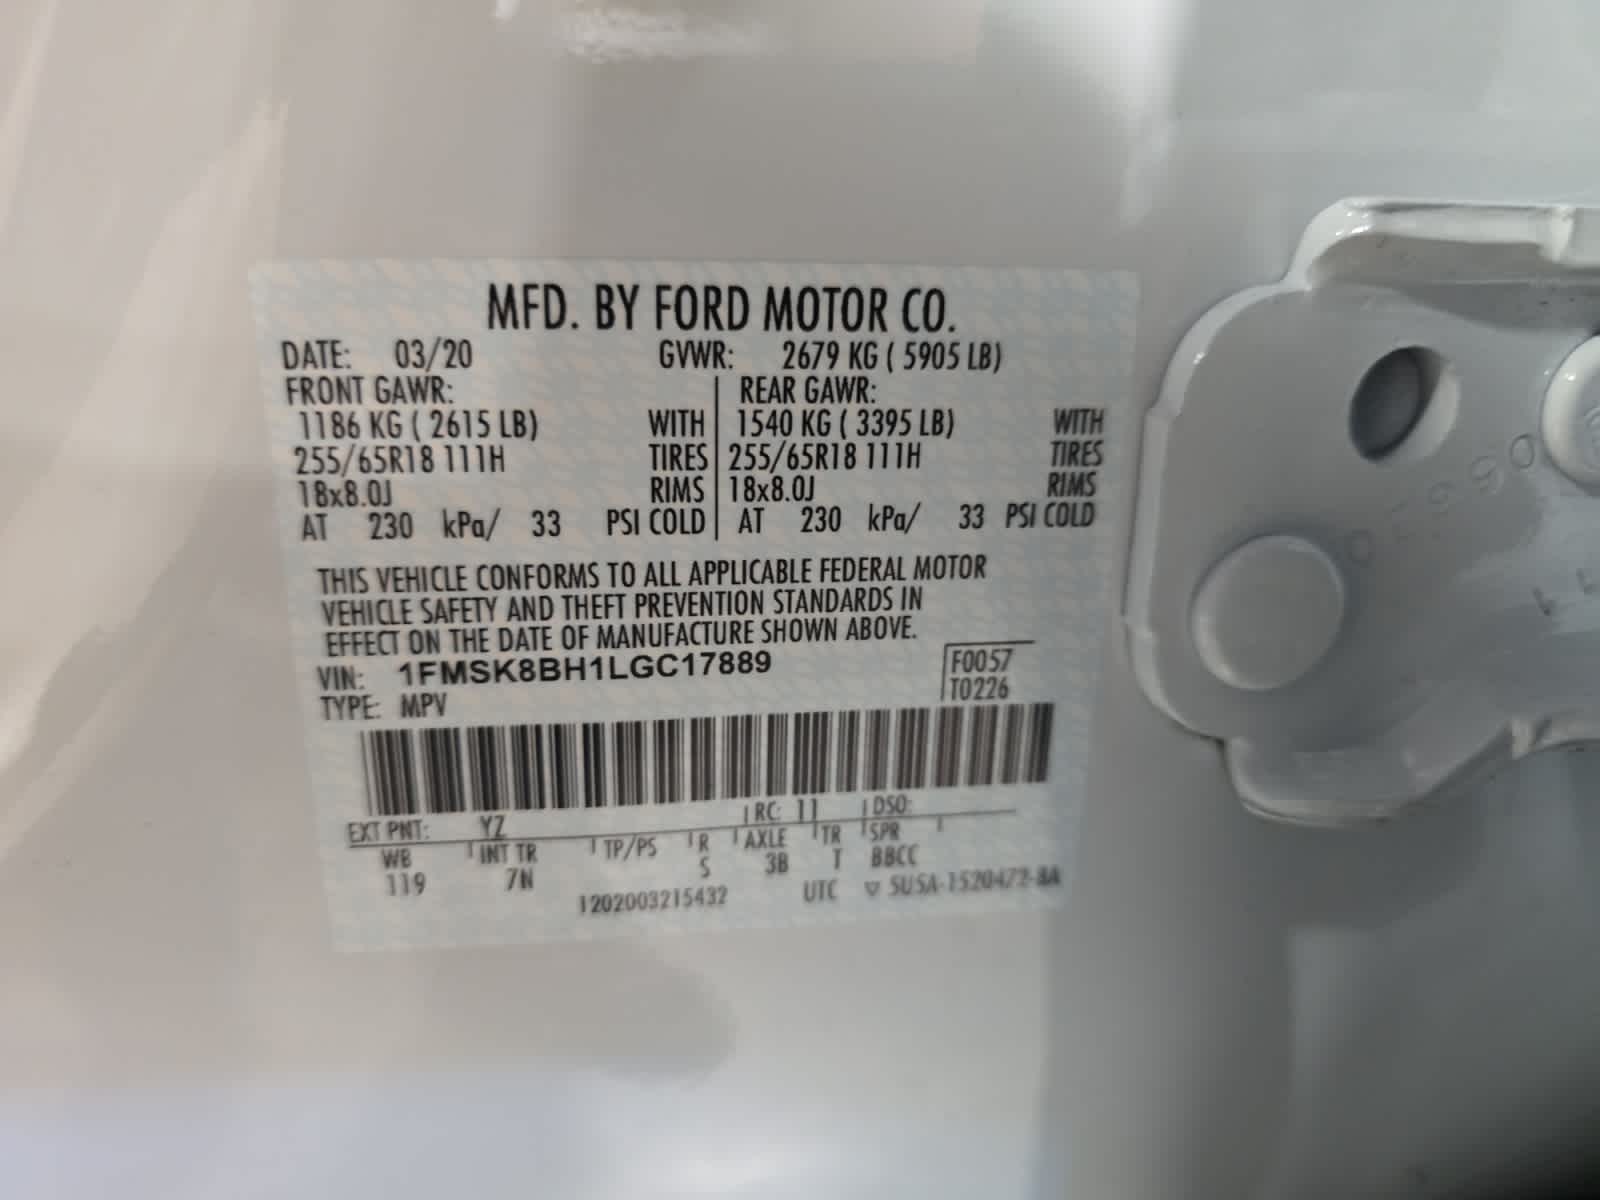 MFD. BY FORD MOTOR CO.
DATE: 03/20 GVWR: 2679 KG ( 5905 LB)
FRONT GAWR: REAR GAWR:
1186 KG ( 2615 LB) WITH 1540 KG ( 3395 LB) WITH
255/65R18 111H TIRES 255/65R18 111H TIRES
18x8.0J RIMS 18x8.0J RIMS
AT 230 kPa/ 33 PSI COLD AT 230 kPa/ 33 PSI COLD
THIS VEHICLE CONFORMS TO ALL APPLICABLE FEDERAL MOTOR
VEHICLE SAFETY AND THEFT PREVENTION STANDARDS IN
EFFECT ON THE DATE OF MANUFACTURE SHOWN ABOVE.
VIN: 1FMSK8BH1LGC17889 F0057
TYPE: MPV T0226
EXT PNT: YZ RC: 11 DSO:
WB INT TR TP/PS R AXLE TR SPR
119 7N S 3B T BBCC
1202003215432 UTC ▽ 5USA-1520472-BA